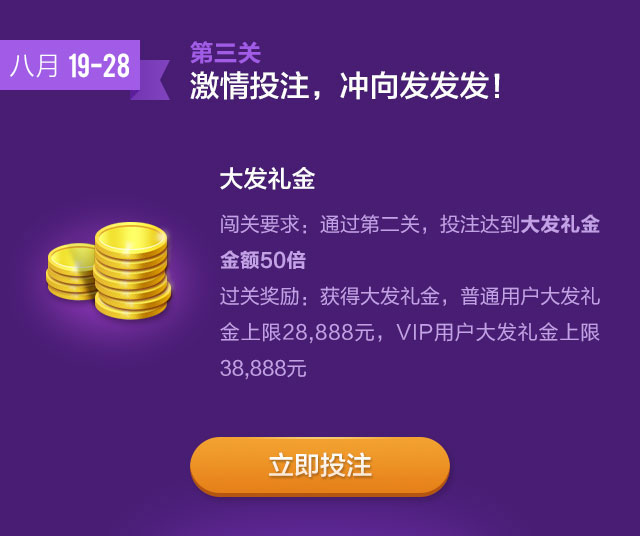 八月 19-28
第三关
激情投注，冲向发发发！
大发礼金
闯关要求：通过第二关，投注达到大发礼金
金额50倍
过关奖励：获得大发礼金，普通用户大发礼
金上限28,888元，VIP用户大发礼金上限
38,888元
立即投注